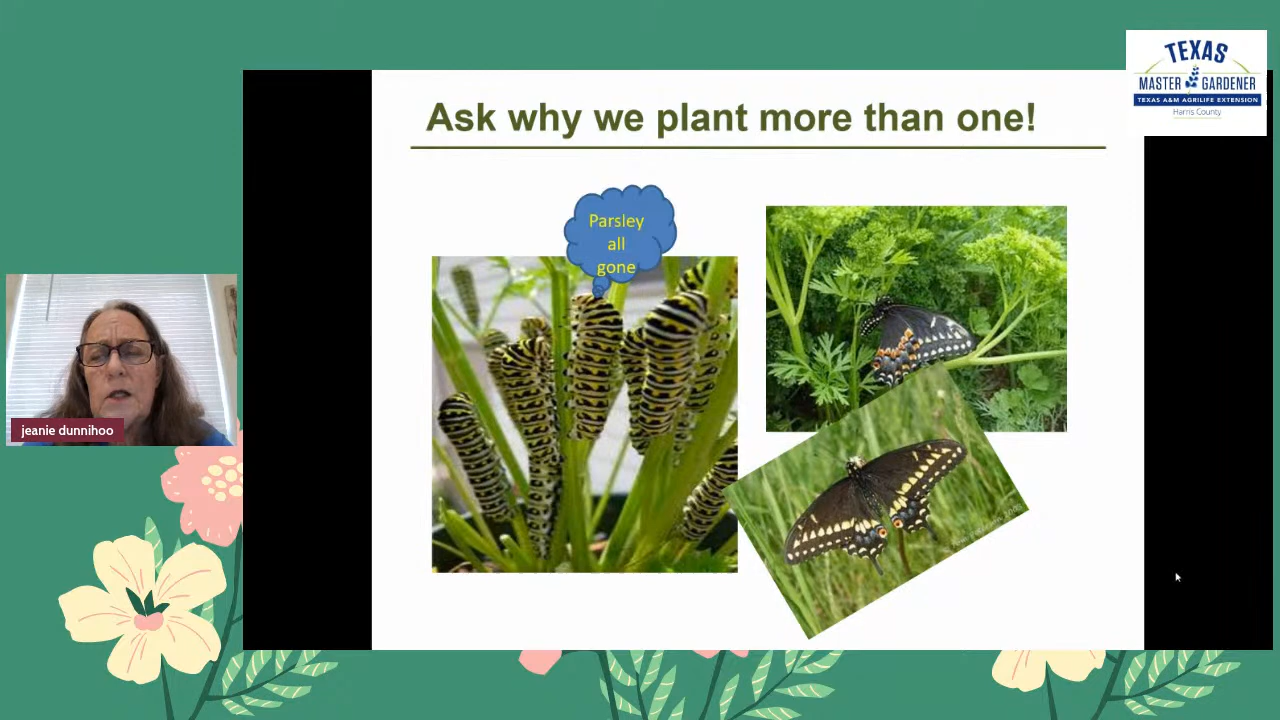 TEXAS
MASTER GARDENER
TEXAS A&M AGRILIFE EXTENSION
Harris County
Ask why we plant more than one!
Parsley
all
gone
jeanie dunnihoo